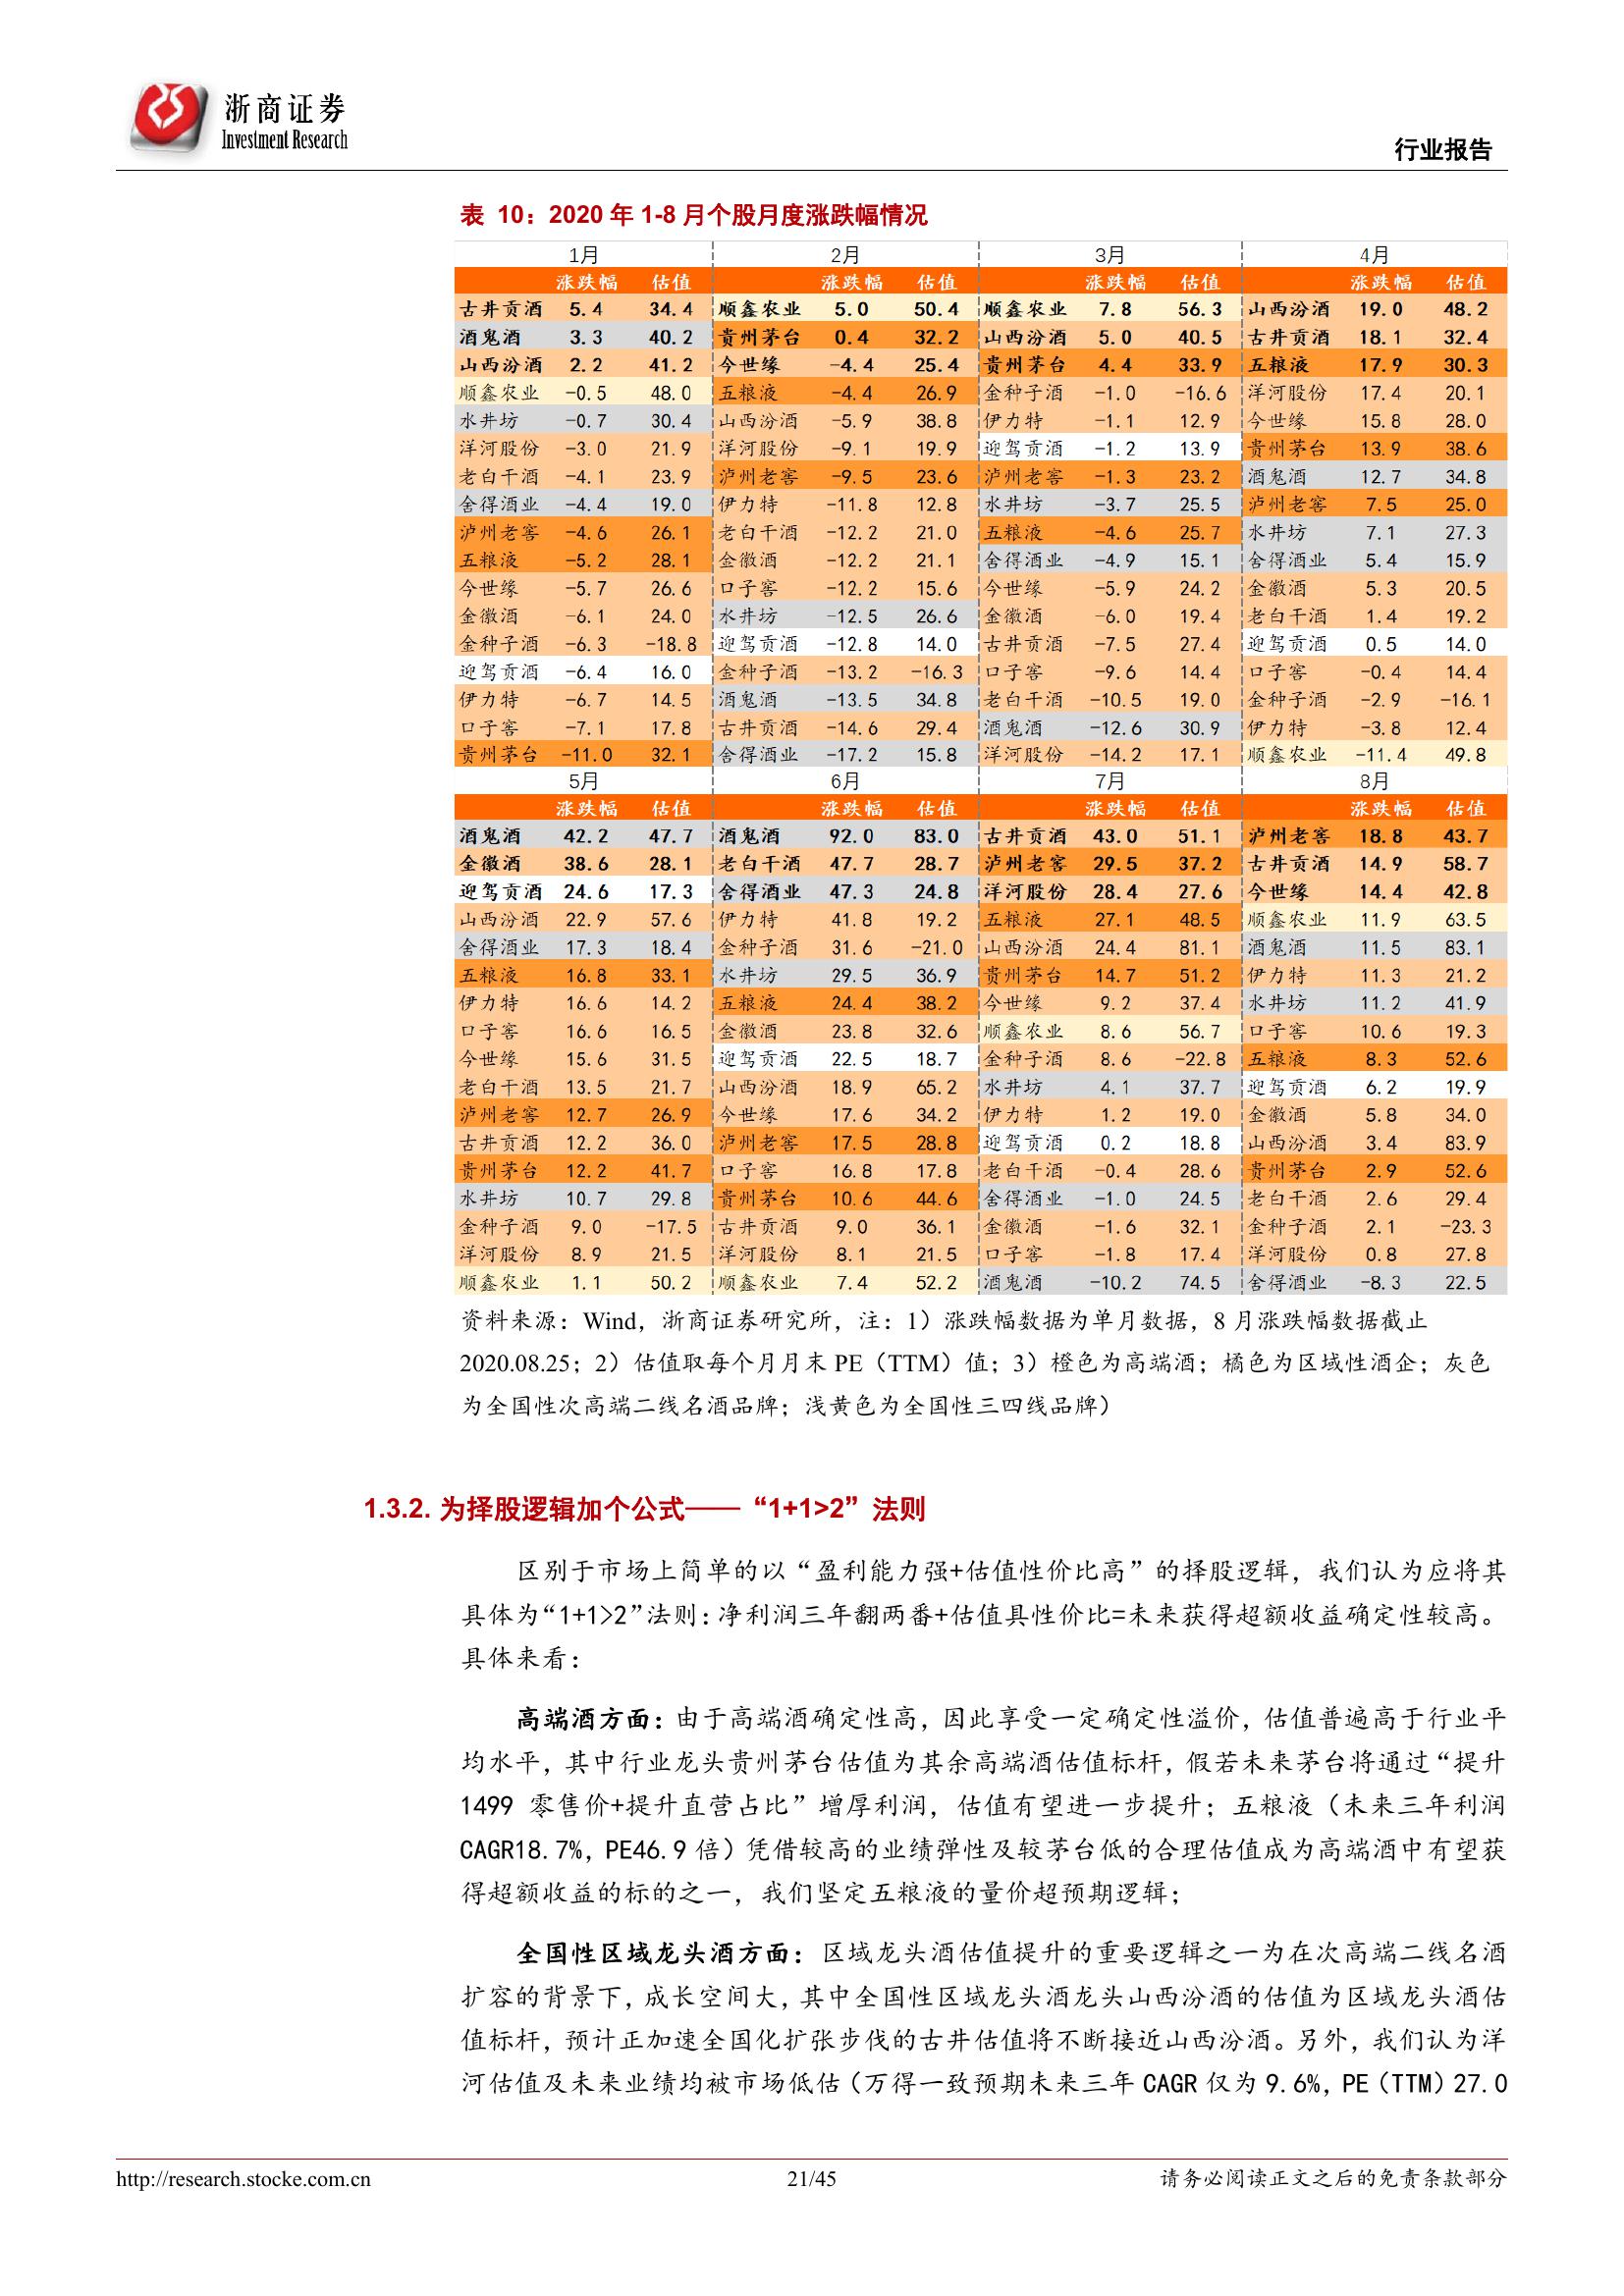 浙商证券
Investment Research
行业报告
表 10：2020 年 1-8 月个股月度涨跌幅情况
1月 2月 3月 4月
涨跌幅 估值 涨跌幅 估值 涨跌幅 估值 涨跌幅 估值
古井贡酒 5.4 34.4 顺鑫农业 5.0 50.4 顺鑫农业 7.8 56.3 山西汾酒 19.0 48.2
酒鬼酒 3.3 40.2 贵州茅台 0.4 32.2 山西汾酒 5.0 40.5 古井贡酒 18.1 32.4
山西汾酒 2.2 41.2 今世缘 -4.4 25.4 贵州茅台 4.4 33.9 五粮液 17.9 30.3
顺鑫农业 -0.5 48.0 五粮液 -4.4 26.9 金种子酒 -1.0 -16.6 洋河股份 17.4 20.1
水井坊 -0.7 30.4 山西汾酒 -5.9 38.8 伊力特 -1.1 12.9 今世缘 15.8 28.0
洋河股份 -3.0 21.9 洋河股份 -9.1 19.9 迎驾贡酒 -1.2 13.9 贵州茅台 13.9 38.6
老白干酒 -4.1 23.9 泸州老窖 -9.5 23.6 泸州老窖 -1.3 23.2 酒鬼酒 12.7 34.8
舍得酒业 -4.4 19.0 伊力特 -11.8 12.8 水井坊 -3.7 25.5 泸州老窖 7.5 25.0
泸州老窖 -4.6 26.1 老白干酒 -12.2 21.0 五粮液 -4.6 25.7 水井坊 7.1 27.3
五粮液 -5.2 28.1 金徽酒 -12.2 21.1 舍得酒业 -4.9 15.1 舍得酒业 5.4 15.9
今世缘 -5.7 26.6 口子窖 -12.2 15.6 今世缘 -5.9 24.2 金徽酒 5.3 20.5
金徽酒 -6.1 24.0 水井坊 -12.5 26.6 金徽酒 -6.0 19.4 老白干酒 1.4 19.2
金种子酒 -6.3 -18.8 迎驾贡酒 -12.8 14.0 古井贡酒 -7.5 27.4 迎驾贡酒 0.5 14.0
迎驾贡酒 -6.4 16.0 金种子酒 -13.2 -16.3 口子窖 -9.6 14.4 口子窖 -0.4 14.4
伊力特 -6.7 14.5 酒鬼酒 -13.5 34.8 老白干酒 -10.5 19.0 金种子酒 -2.9 -16.1
口子窖 -7.1 17.8 古井贡酒 -14.6 29.4 酒鬼酒 -12.6 30.9 伊力特 -3.8 12.4
贵州茅台 -11.0 32.1 舍得酒业 -17.2 15.8 洋河股份 -14.2 17.1 顺鑫农业 -11.4 49.8
5月 6月 7月 8月
涨跌幅 估值 涨跌幅 估值 涨跌幅 估值 涨跌幅 估值
酒鬼酒 42.2 47.7 酒鬼酒 92.0 83.0 古井贡酒 43.0 51.1 泸州老窖 18.8 43.7
金徽酒 38.6 28.1 老白干酒 47.7 28.7 泸州老窖 29.5 37.2 古井贡酒 14.9 58.7
迎驾贡酒 24.6 17.3 舍得酒业 47.3 24.8 洋河股份 28.4 27.6 今世缘 14.4 42.8
山西汾酒 22.9 57.6 伊力特 41.8 19.2 五粮液 27.1 48.5 顺鑫农业 11.9 63.5
舍得酒业 17.3 18.4 金种子酒 31.6 -21.0 山西汾酒 24.4 81.1 酒鬼酒 11.5 83.1
五粮液 16.8 33.1 水井坊 29.5 36.9 贵州茅台 14.7 51.2 伊力特 11.3 21.2
伊力特 16.6 14.2 五粮液 24.4 38.2 今世缘 9.2 37.4 水井坊 11.2 41.9
口子窖 16.6 16.5 金徽酒 23.8 32.6 顺鑫农业 8.6 56.7 口子窖 10.6 19.3
今世缘 15.6 31.5 迎驾贡酒 22.5 18.7 金种子酒 8.6 -22.8 五粮液 8.3 52.6
老白干酒 13.5 21.7 山西汾酒 18.9 65.2 水井坊 4.1 37.7 迎驾贡酒 6.2 19.9
泸州老窖 12.7 26.9 今世缘 17.6 34.2 伊力特 1.2 19.0 金徽酒 5.8 34.0
古井贡酒 12.2 36.0 泸州老窖 17.5 28.8 迎驾贡酒 0.2 18.8 山西汾酒 3.4 83.9
贵州茅台 12.2 41.7 口子窖 16.8 17.8 老白干酒 -0.4 28.6 贵州茅台 2.9 52.6
水井坊 10.7 29.8 贵州茅台 10.6 44.6 舍得酒业 -1.0 24.5 老白干酒 2.6 29.4
金种子酒 9.0 -17.5 古井贡酒 9.0 36.1 金徽酒 -1.6 32.1 金种子酒 2.1 -23.3
洋河股份 8.9 21.5 洋河股份 8.1 21.5 口子窖 -1.8 17.4 洋河股份 0.8 27.8
顺鑫农业 1.1 50.2 顺鑫农业 7.4 52.2 酒鬼酒 -10.2 74.5 舍得酒业 -8.3 22.5
资料来源：Wind，浙商证券研究所，注：1）涨跌幅数据为单月数据，8 月涨跌幅数据截止
2020.08.25；2）估值取每个月月末 PE（TTM）值；3）橙色为高端酒；橘色为区域性酒企；灰色
为全国性次高端二线名酒品牌；浅黄色为全国性三四线品牌）
1.3.2. 为择股逻辑加个公式——“1+1>2”法则
区别于市场上简单的以“盈利能力强+估值性价比高”的择股逻辑，我们认为应将其
具体为“1+1>2”法则：净利润三年翻两番+估值具性价比=未来获得超额收益确定性较高。
具体来看：
高端酒方面：由于高端酒确定性高，因此享受一定确定性溢价，估值普遍高于行业平
均水平，其中行业龙头贵州茅台估值为其余高端酒估值标杆，假若未来茅台将通过“提升
1499 零售价+提升直营占比”增厚利润，估值有望进一步提升；五粮液（未来三年利润
CAGR18.7%，PE46.9 倍）凭借较高的业绩弹性及较茅台低的合理估值成为高端酒中有望获
得超额收益的标的之一，我们坚定五粮液的量价超预期逻辑；
全国性区域龙头酒方面：区域龙头酒估值提升的重要逻辑之一为在次高端二线名酒
扩容的背景下，成长空间大，其中全国性区域龙头酒龙头山西汾酒的估值为区域龙头酒估
值标杆，预计正加速全国化扩张步伐的古井估值将不断接近山西汾酒。另外，我们认为洋
河估值及未来业绩均被市场低估（万得一致预期未来三年 CAGR 仅为 9.6%，PE（TTM）27.0
http://research.stocke.com.cn 21/45 请务必阅读正文之后的免责条款部分